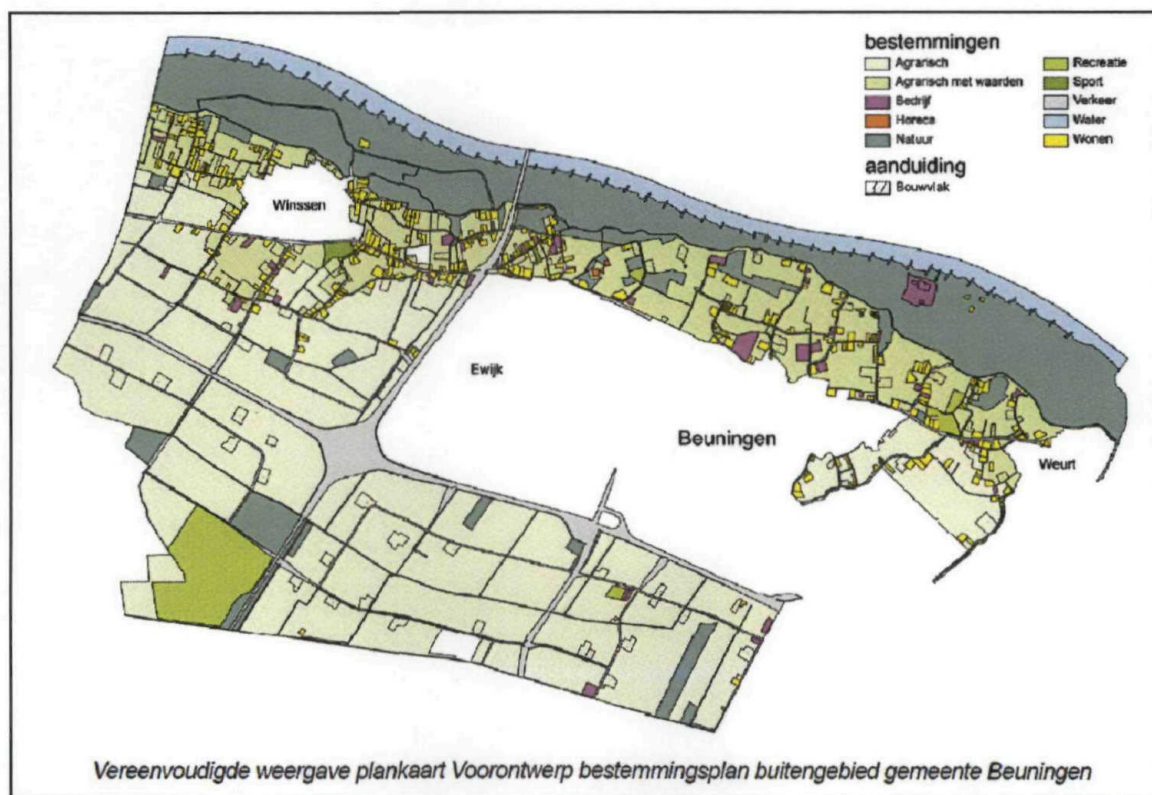 bestemmingen
Agrarisch
Agrarisch met waarden
Bedrijf
Horeca
Natuur
Recreatie
Sport
Verkeer
Water
Wonen
aanduiding
Bouwvlak
Winssen
Ewijk
Beuningen
Weurt
Vereenvoudigde weergave plankaart Voorontwerp bestemmingsplan buitengebied gemeente Beuningen